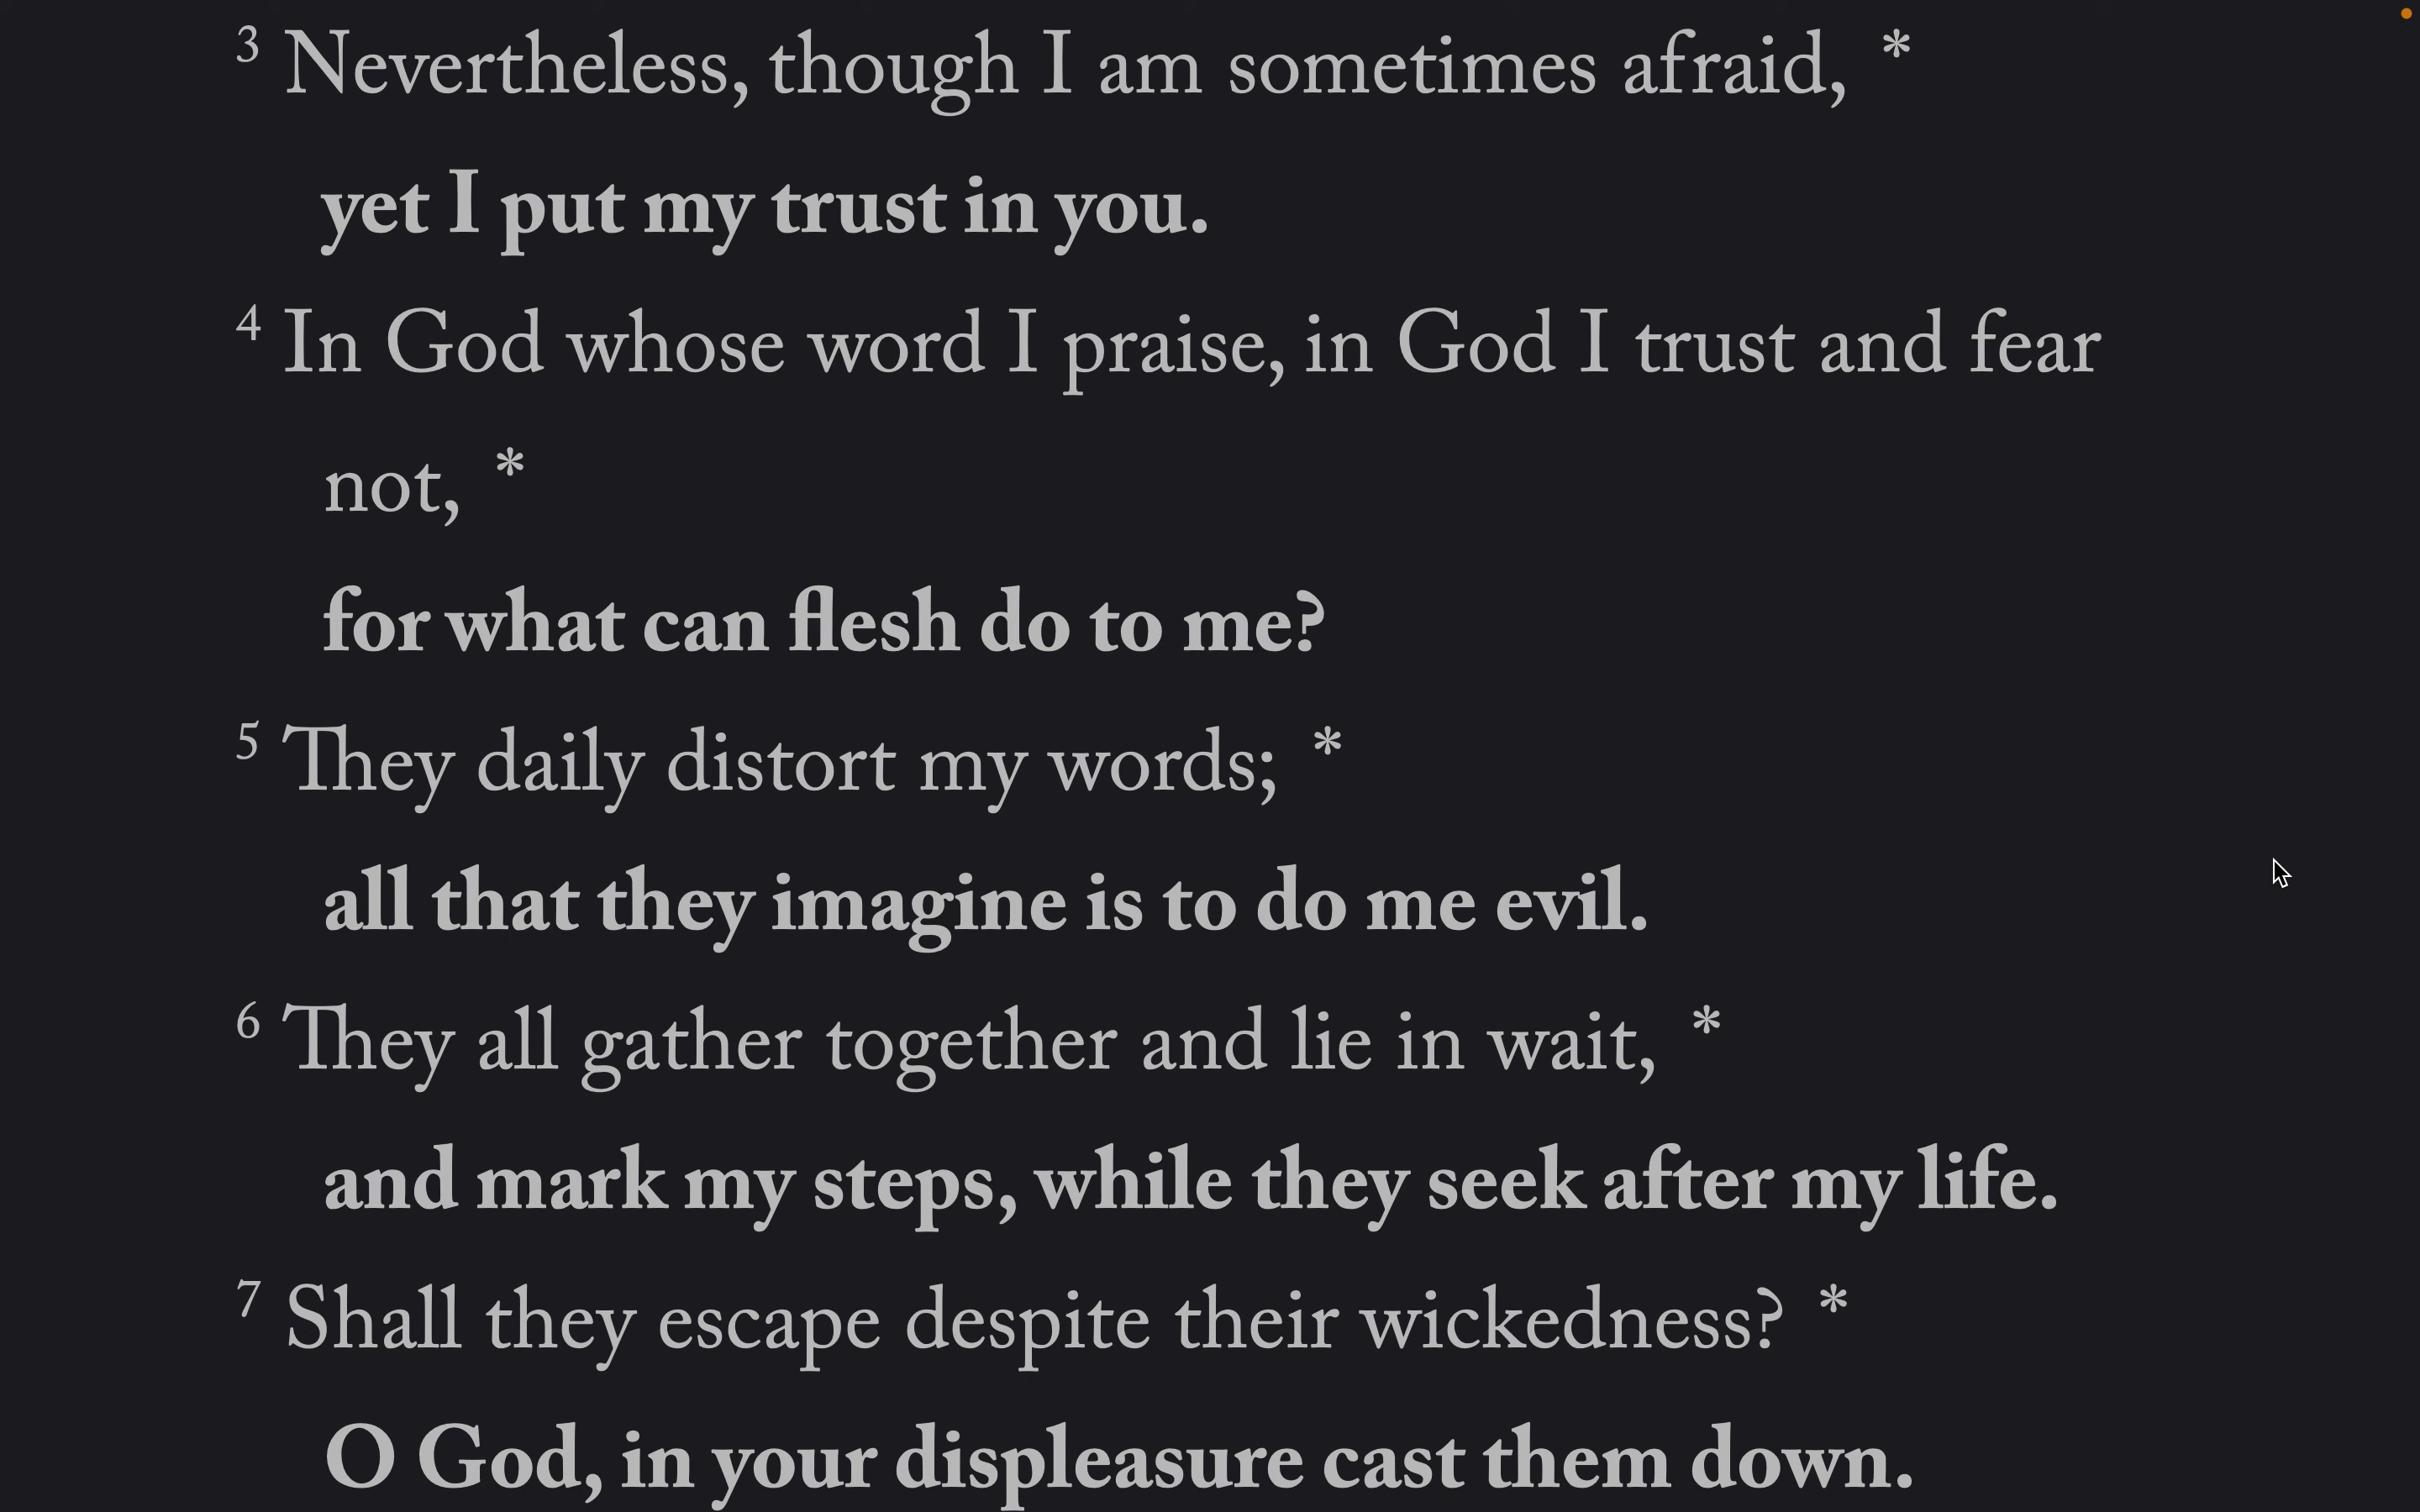 3 Nevertheless, though I am sometimes afraid, *
yet I put my trust in you.
4 In God whose word I praise, in God I trust and fear
not, *
for what can flesh do to me?
5 They daily distort my words; *
all that they imagine is to do me evil.
6 They all gather together and lie in wait, *
and mark my steps, while they seek after my life.
7 Shall they escape despite their wickedness? *
O God, in your displeasure cast them down.